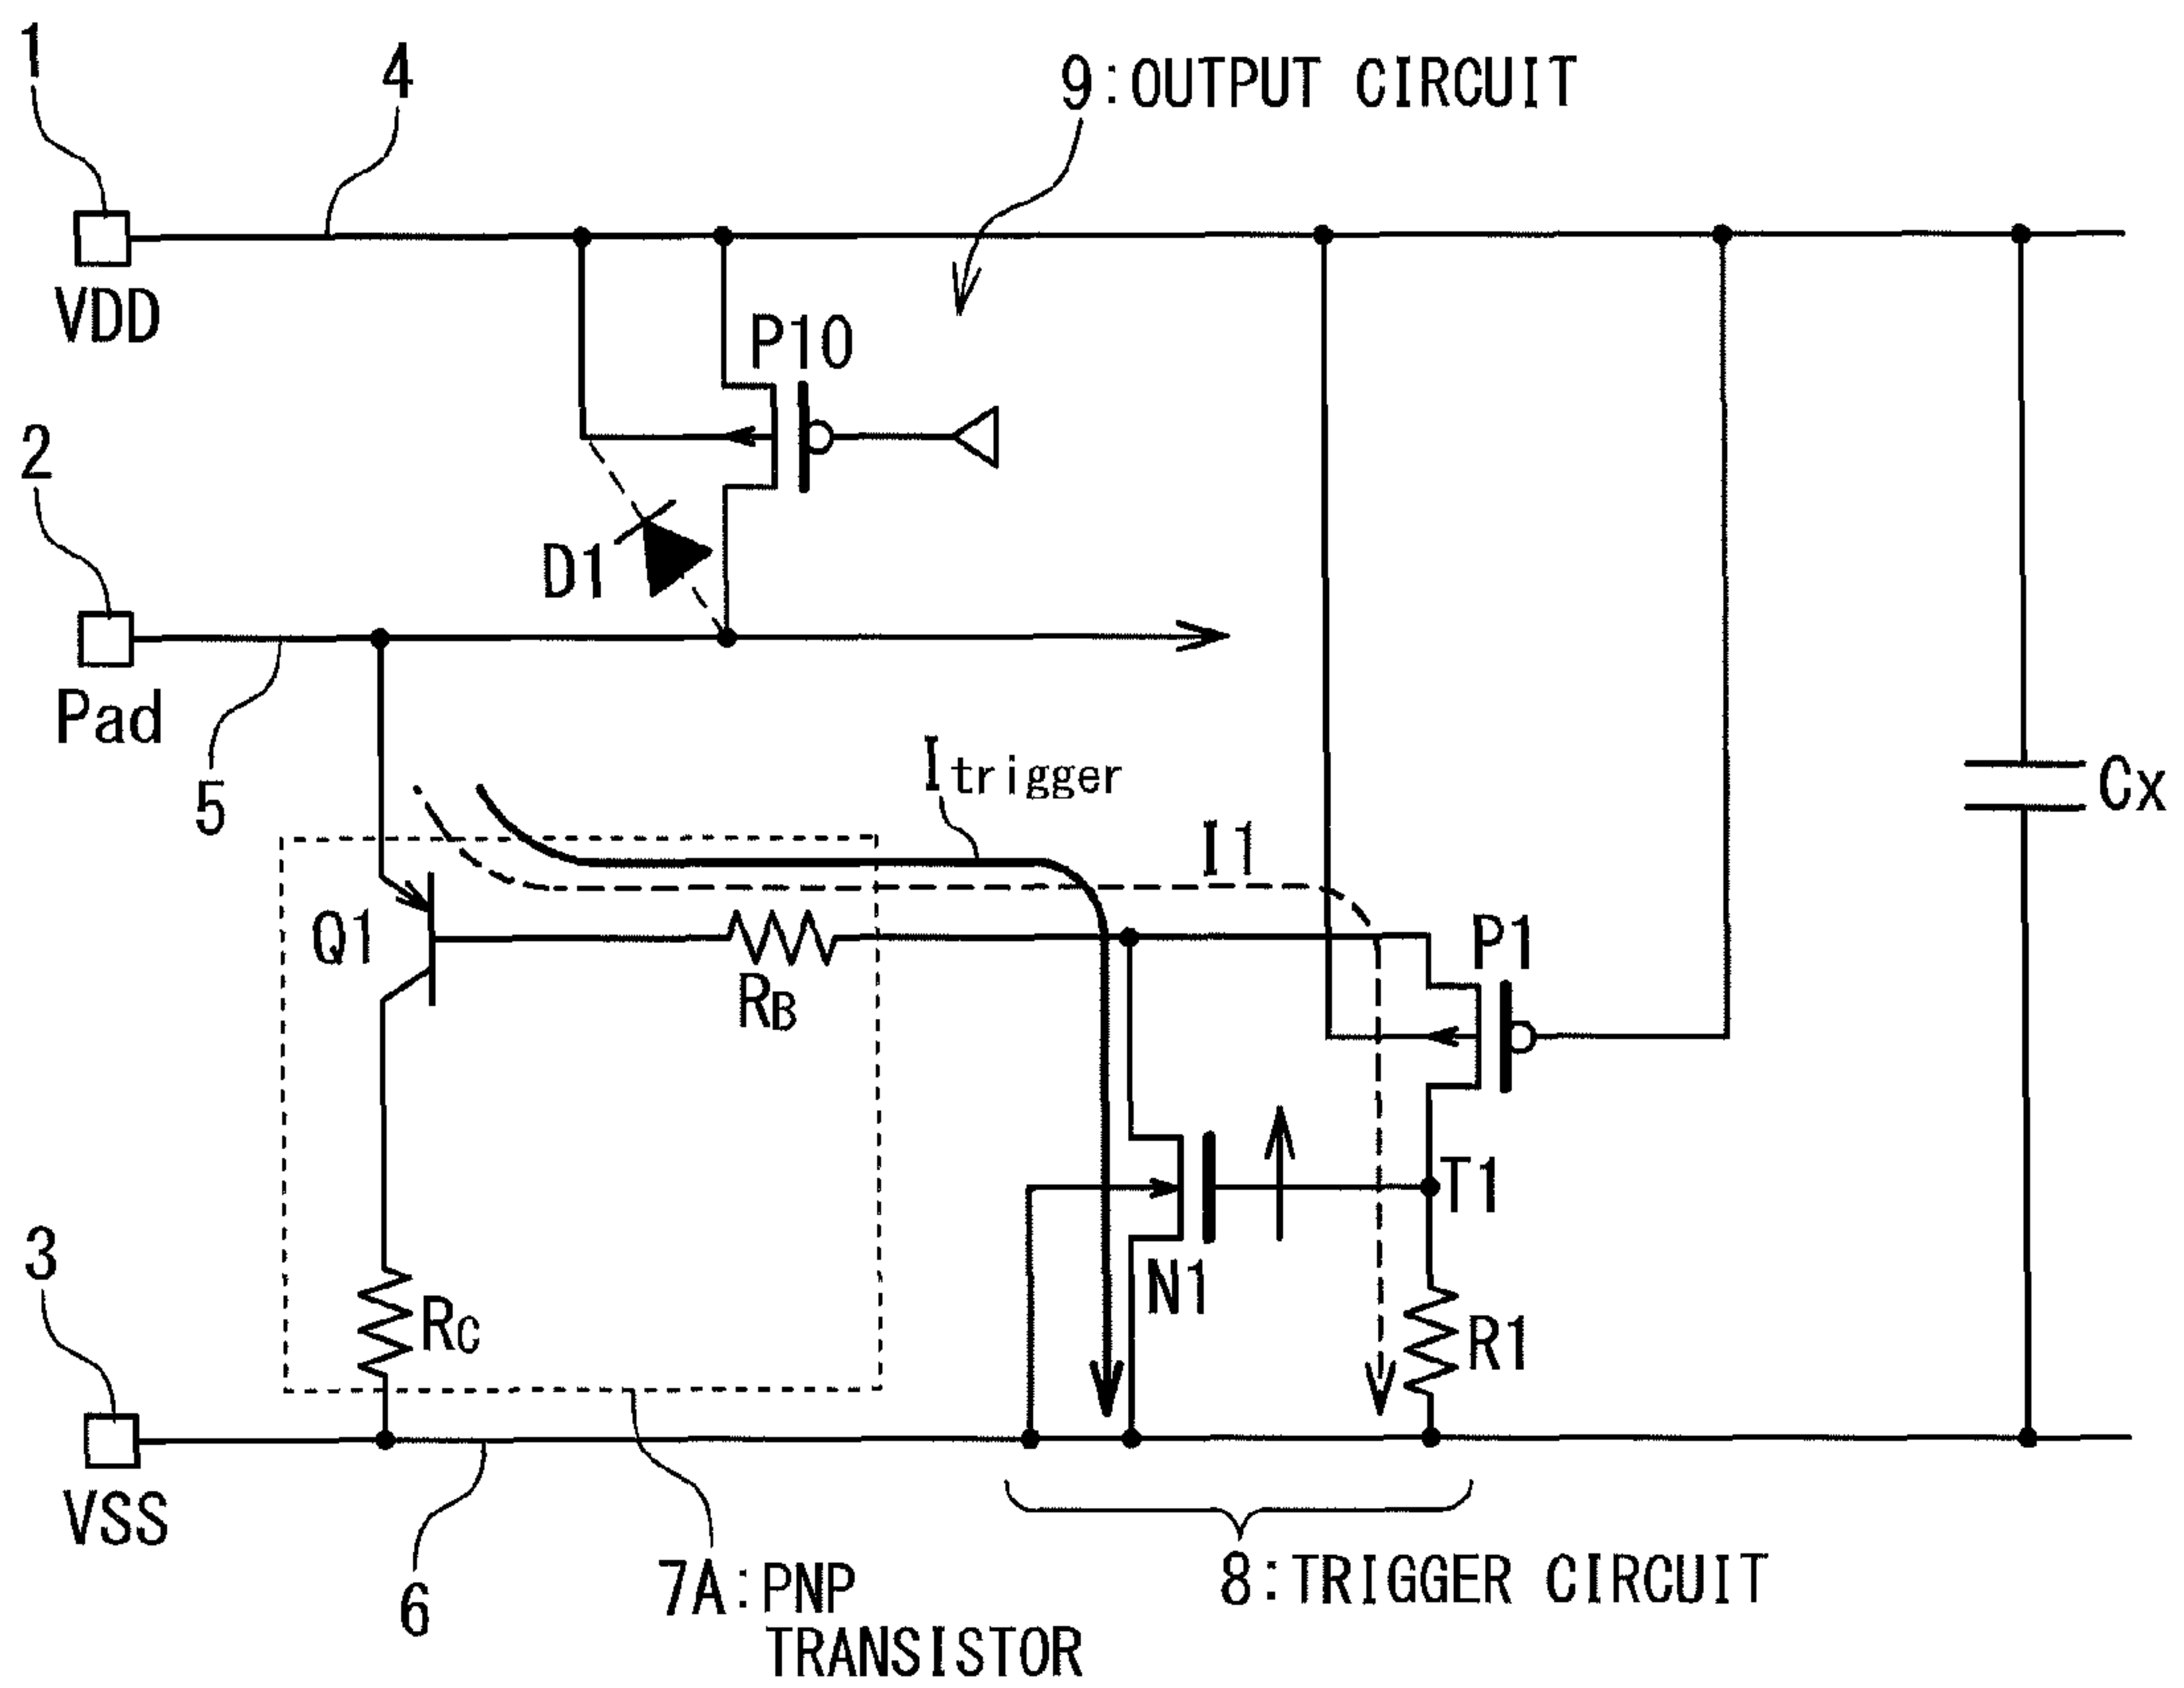 1
4
9:OUTPUT CIRCUIT
VDD
P10
2
D1
Pad
5
Itrigger
I1
Cx
Q1
RB
P1
T1
N1
3
RC
R1
VSS
6
7A:PNP
TRANSISTOR
8:TRIGGER CIRCUIT